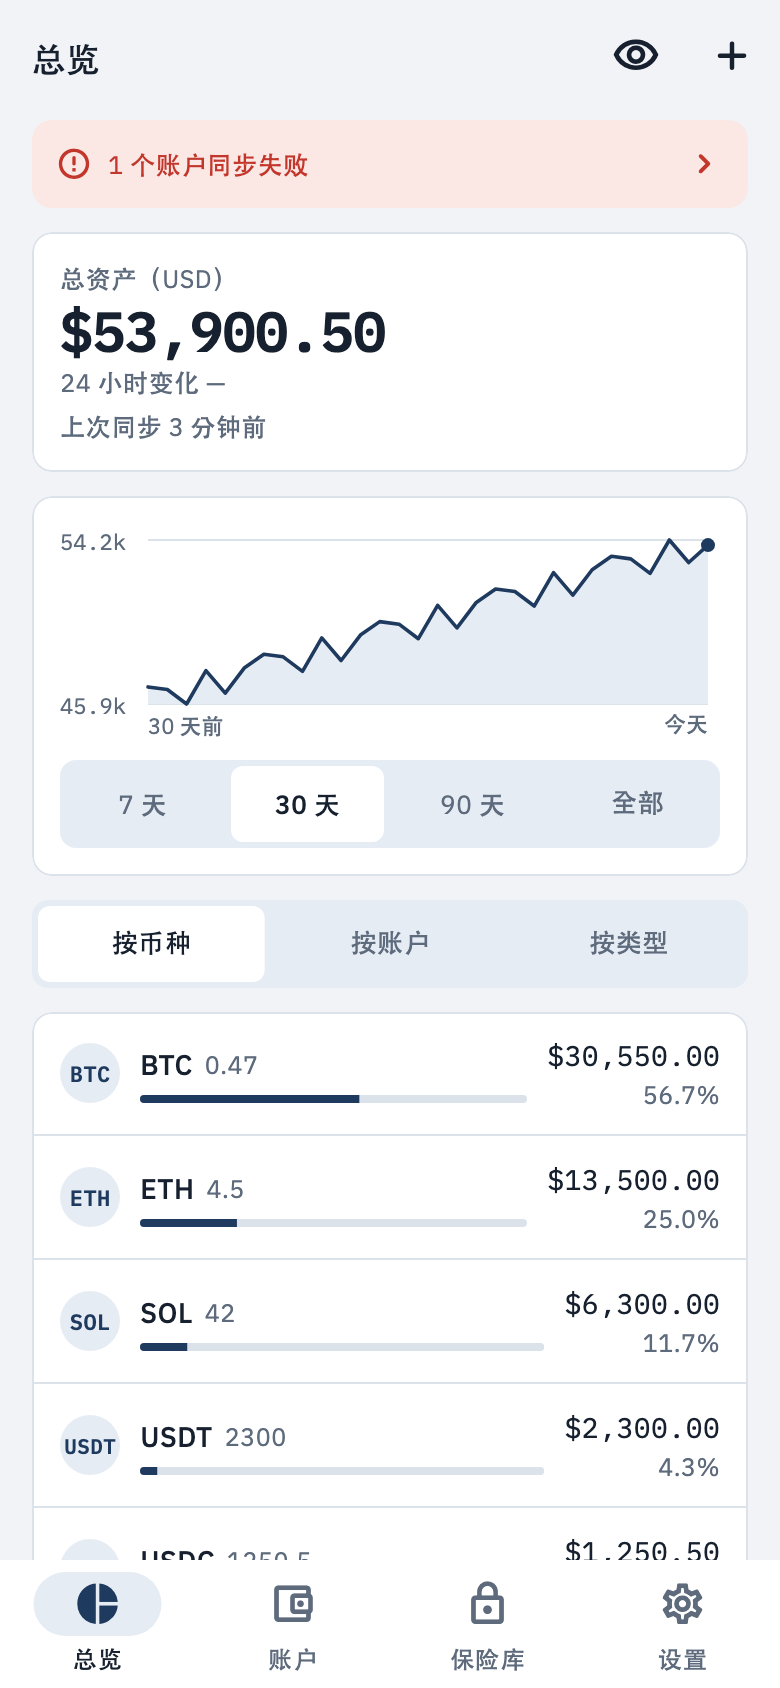 总览
1 个账户同步失败
总资产（USD）
$53,900.50
24 小时变化 —
上次同步 3 分钟前
54.2k
45.9k
30 天前
今天
7 天
30 天
90 天
全部
按币种
按账户
按类型
BTC
BTC 0.47
$30,550.00
56.7%
ETH
ETH 4.5
$13,500.00
25.0%
SOL
SOL 42
$6,300.00
11.7%
USDT
USDT 2300
$2,300.00
4.3%
USDC 1250.5
$1,250.50
总览
账户
保险库
设置